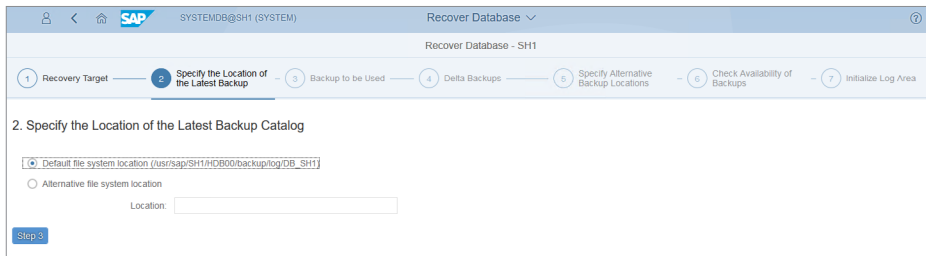 SAP SYSTEMDB@SH1 (SYSTEM) Recover Database
Recover Database - SH1
1 Recovery Target
2 Specify the Location of
the Latest Backup
3 Backup to be Used
4 Delta Backups
5 Specify Alternative
Backup Locations
6 Check Availability of
Backups
7 Initialize Log Area
2. Specify the Location of the Latest Backup Catalog
Default file system location (/usr/sap/SH1/HDB00/backup/log/DB_SH1)
Alternative file system location
Location:
Step 3